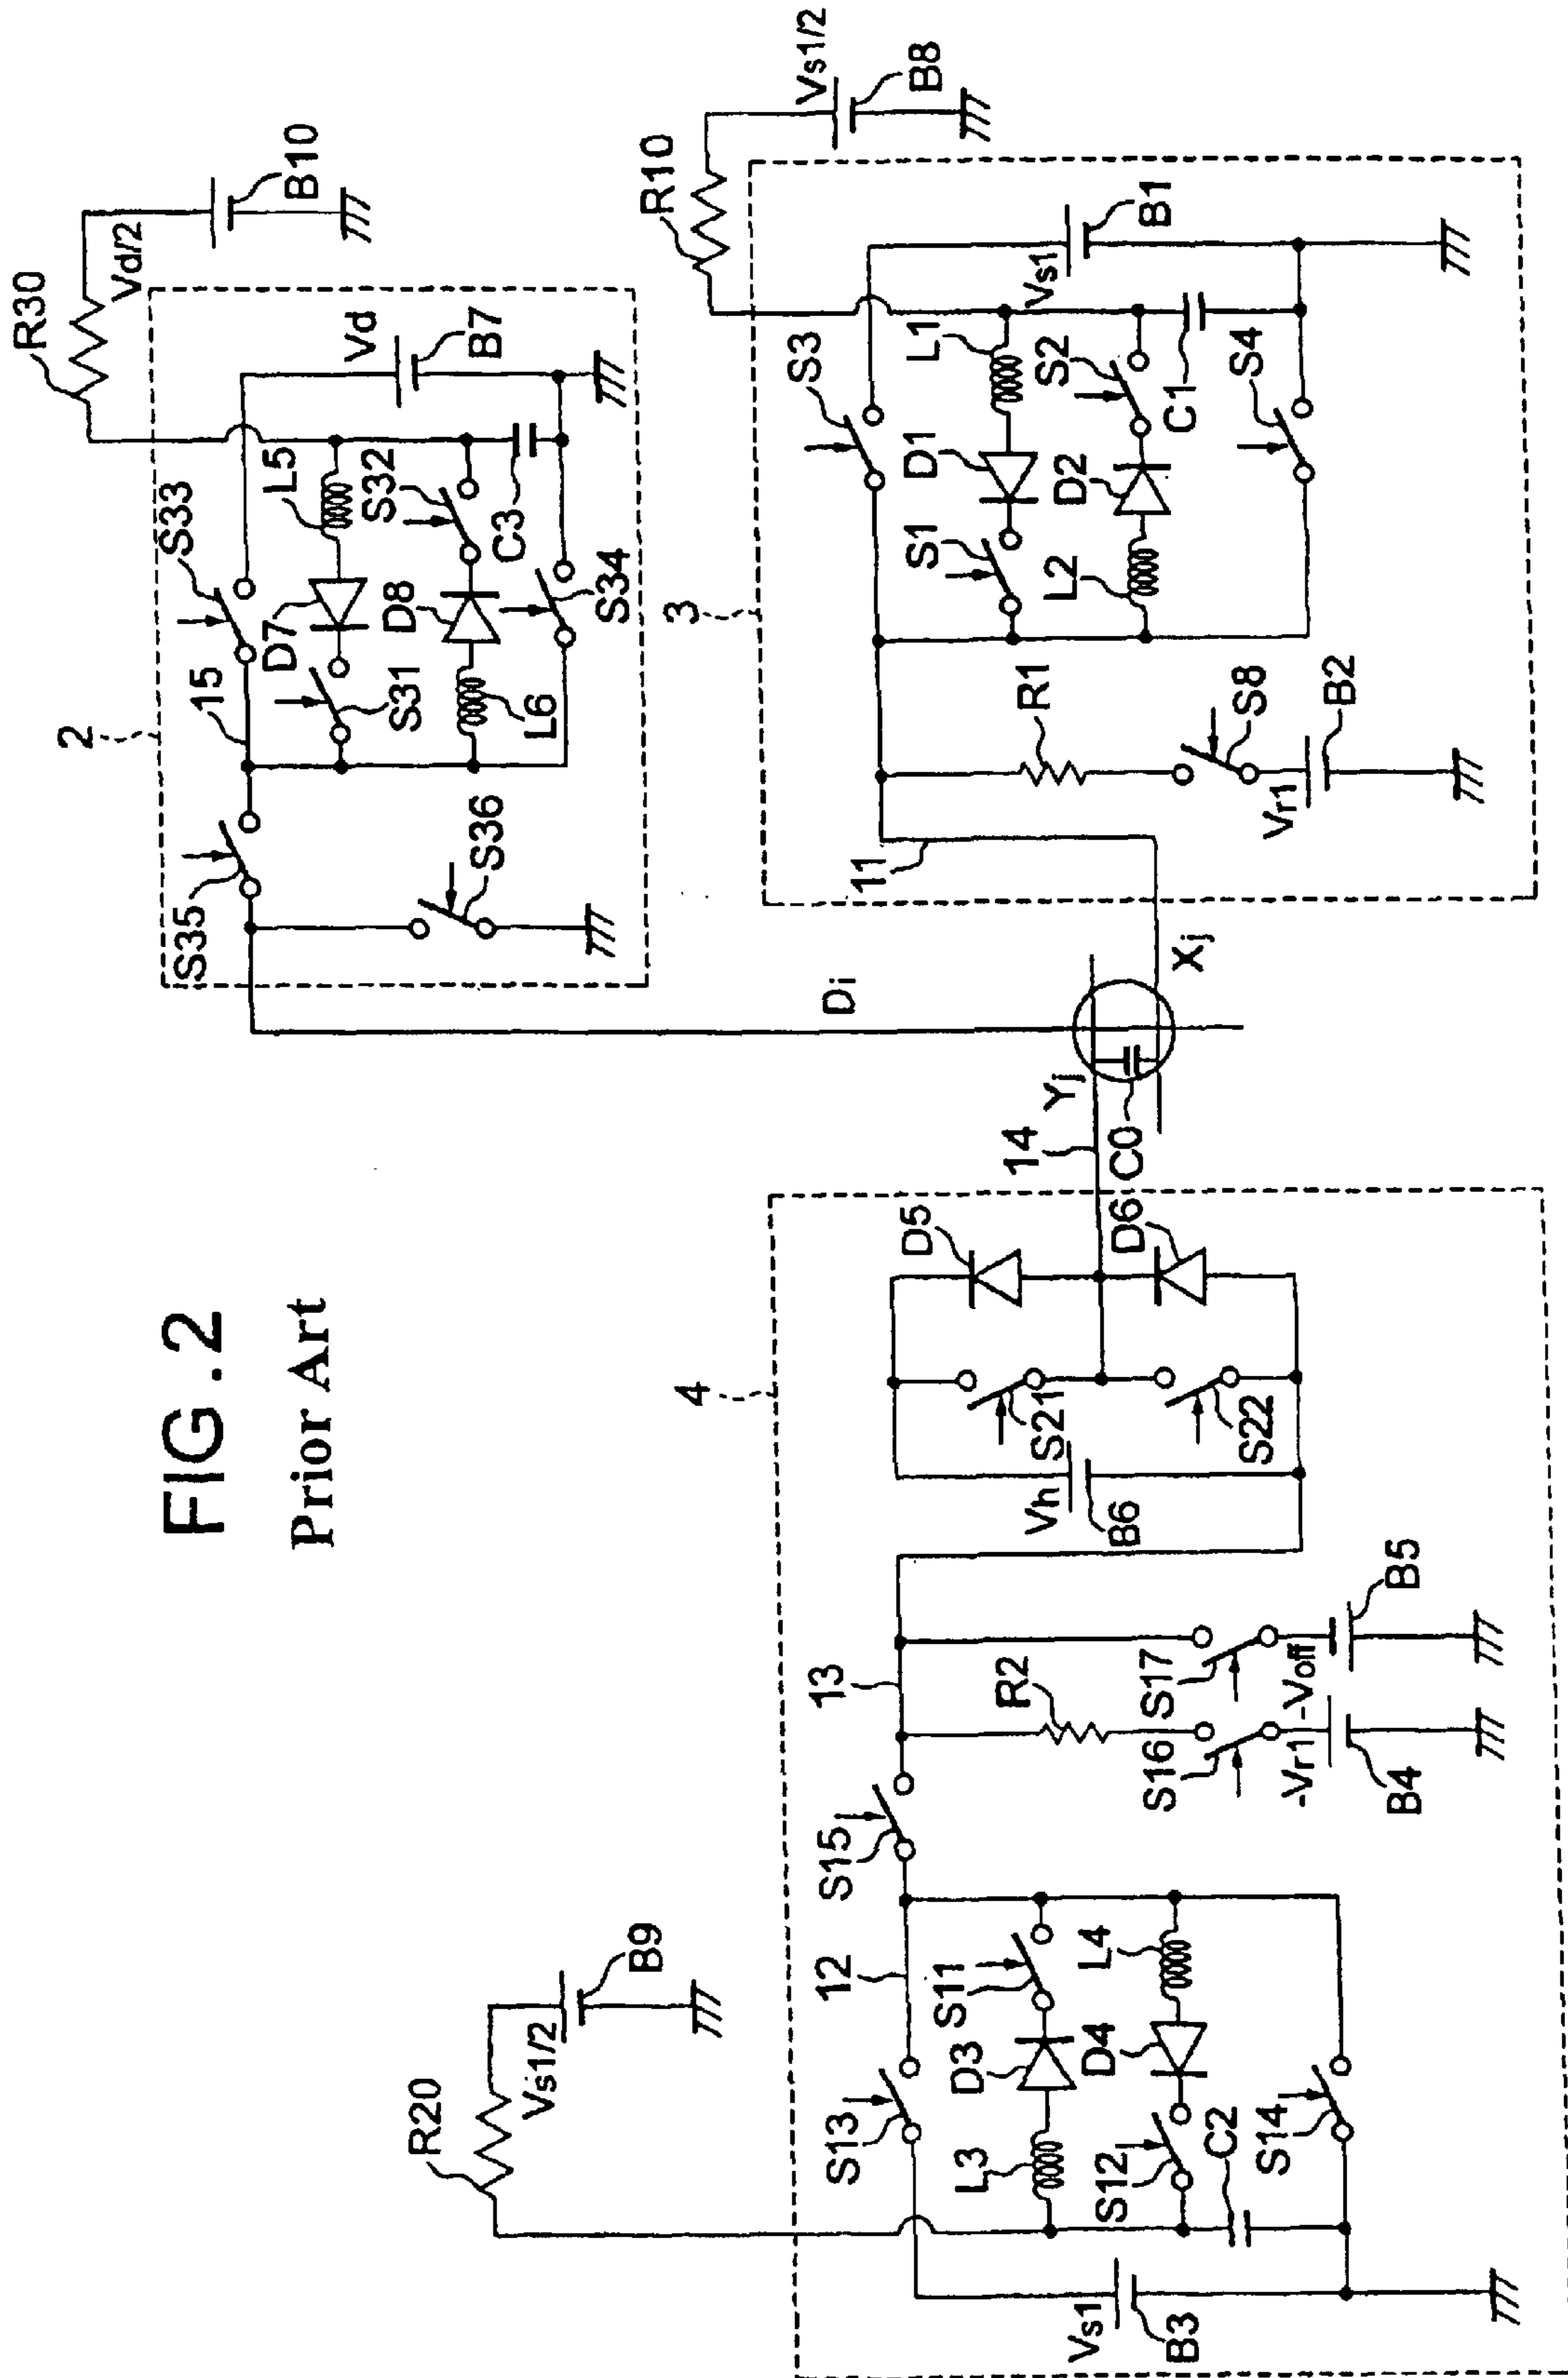 FIG.2
Prior Art
R30
B10
Vd/2
2
S33
Vd
B7
15
L5
D7
S35
S31
S32
D8
C3
L6
S34
S36
Vs1/2
R10
B8
3
S3
B1
Vs1
L1
D1
S1
S2
D2
L2
C1
S4
R1
11
S8
Vr1
B2
Di
Xj
Yj
C0
14
4
D5
D6
S21
S22
Vh
B6
13
R2
S17
B5
-Voff
S16
-Vr1
B4
S15
12
R20
Vs1/2
B9
S13
S11
D3
L3
L4
D4
S12
C2
S14
Vs1
B3